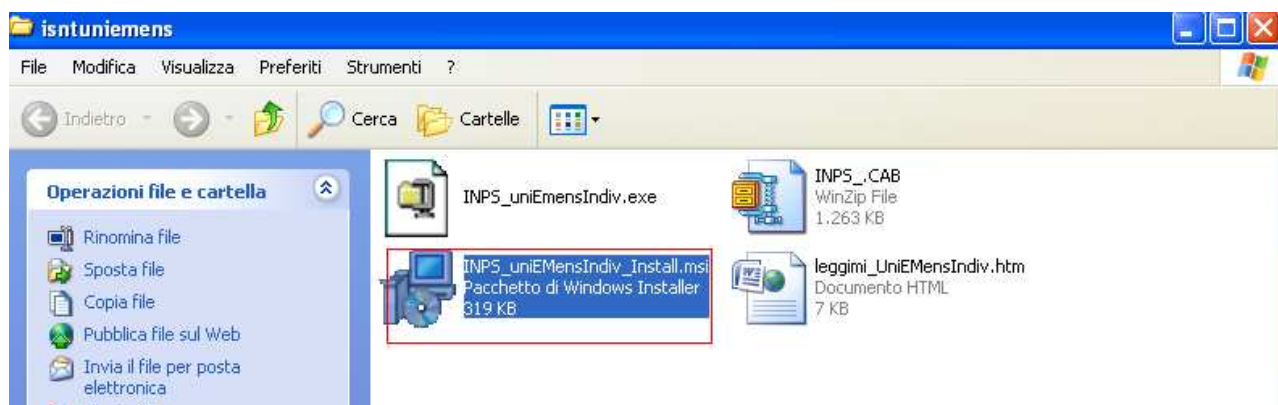 isntuniemens
File Modifica Visualizza Preferiti Strumenti ?
Indietro Cerca Cartelle
Operazioni file e cartella
Rinomina file
Sposta file
Copia file
Pubblica file sul Web
Invia il file per posta
elettronica
INPS_uniEmensIndiv.exe
INPS_.CAB
WinZip File
1.263 KB
INPS_uniEMensIndiv_Install.msi
Pacchetto di Windows Installer
319 KB
leggimi_UniEMensIndiv.htm
Documento HTML
7 KB